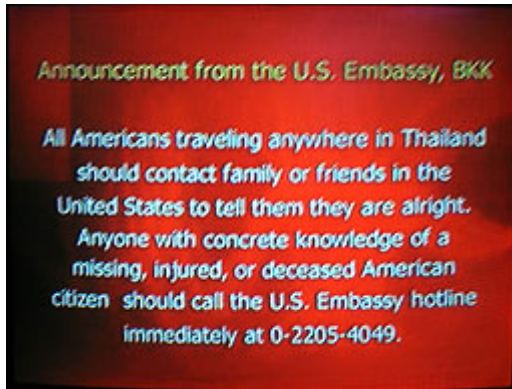 Announcement from the U.S. Embassy, BKK
All Americans traveling anywhere in Thailand
should contact family or friends in the
United States to tell them they are alright.
Anyone with concrete knowledge of a
missing, injured, or deceased American
citizen should call the U.S. Embassy hotline
immediately at 0-2205-4049.